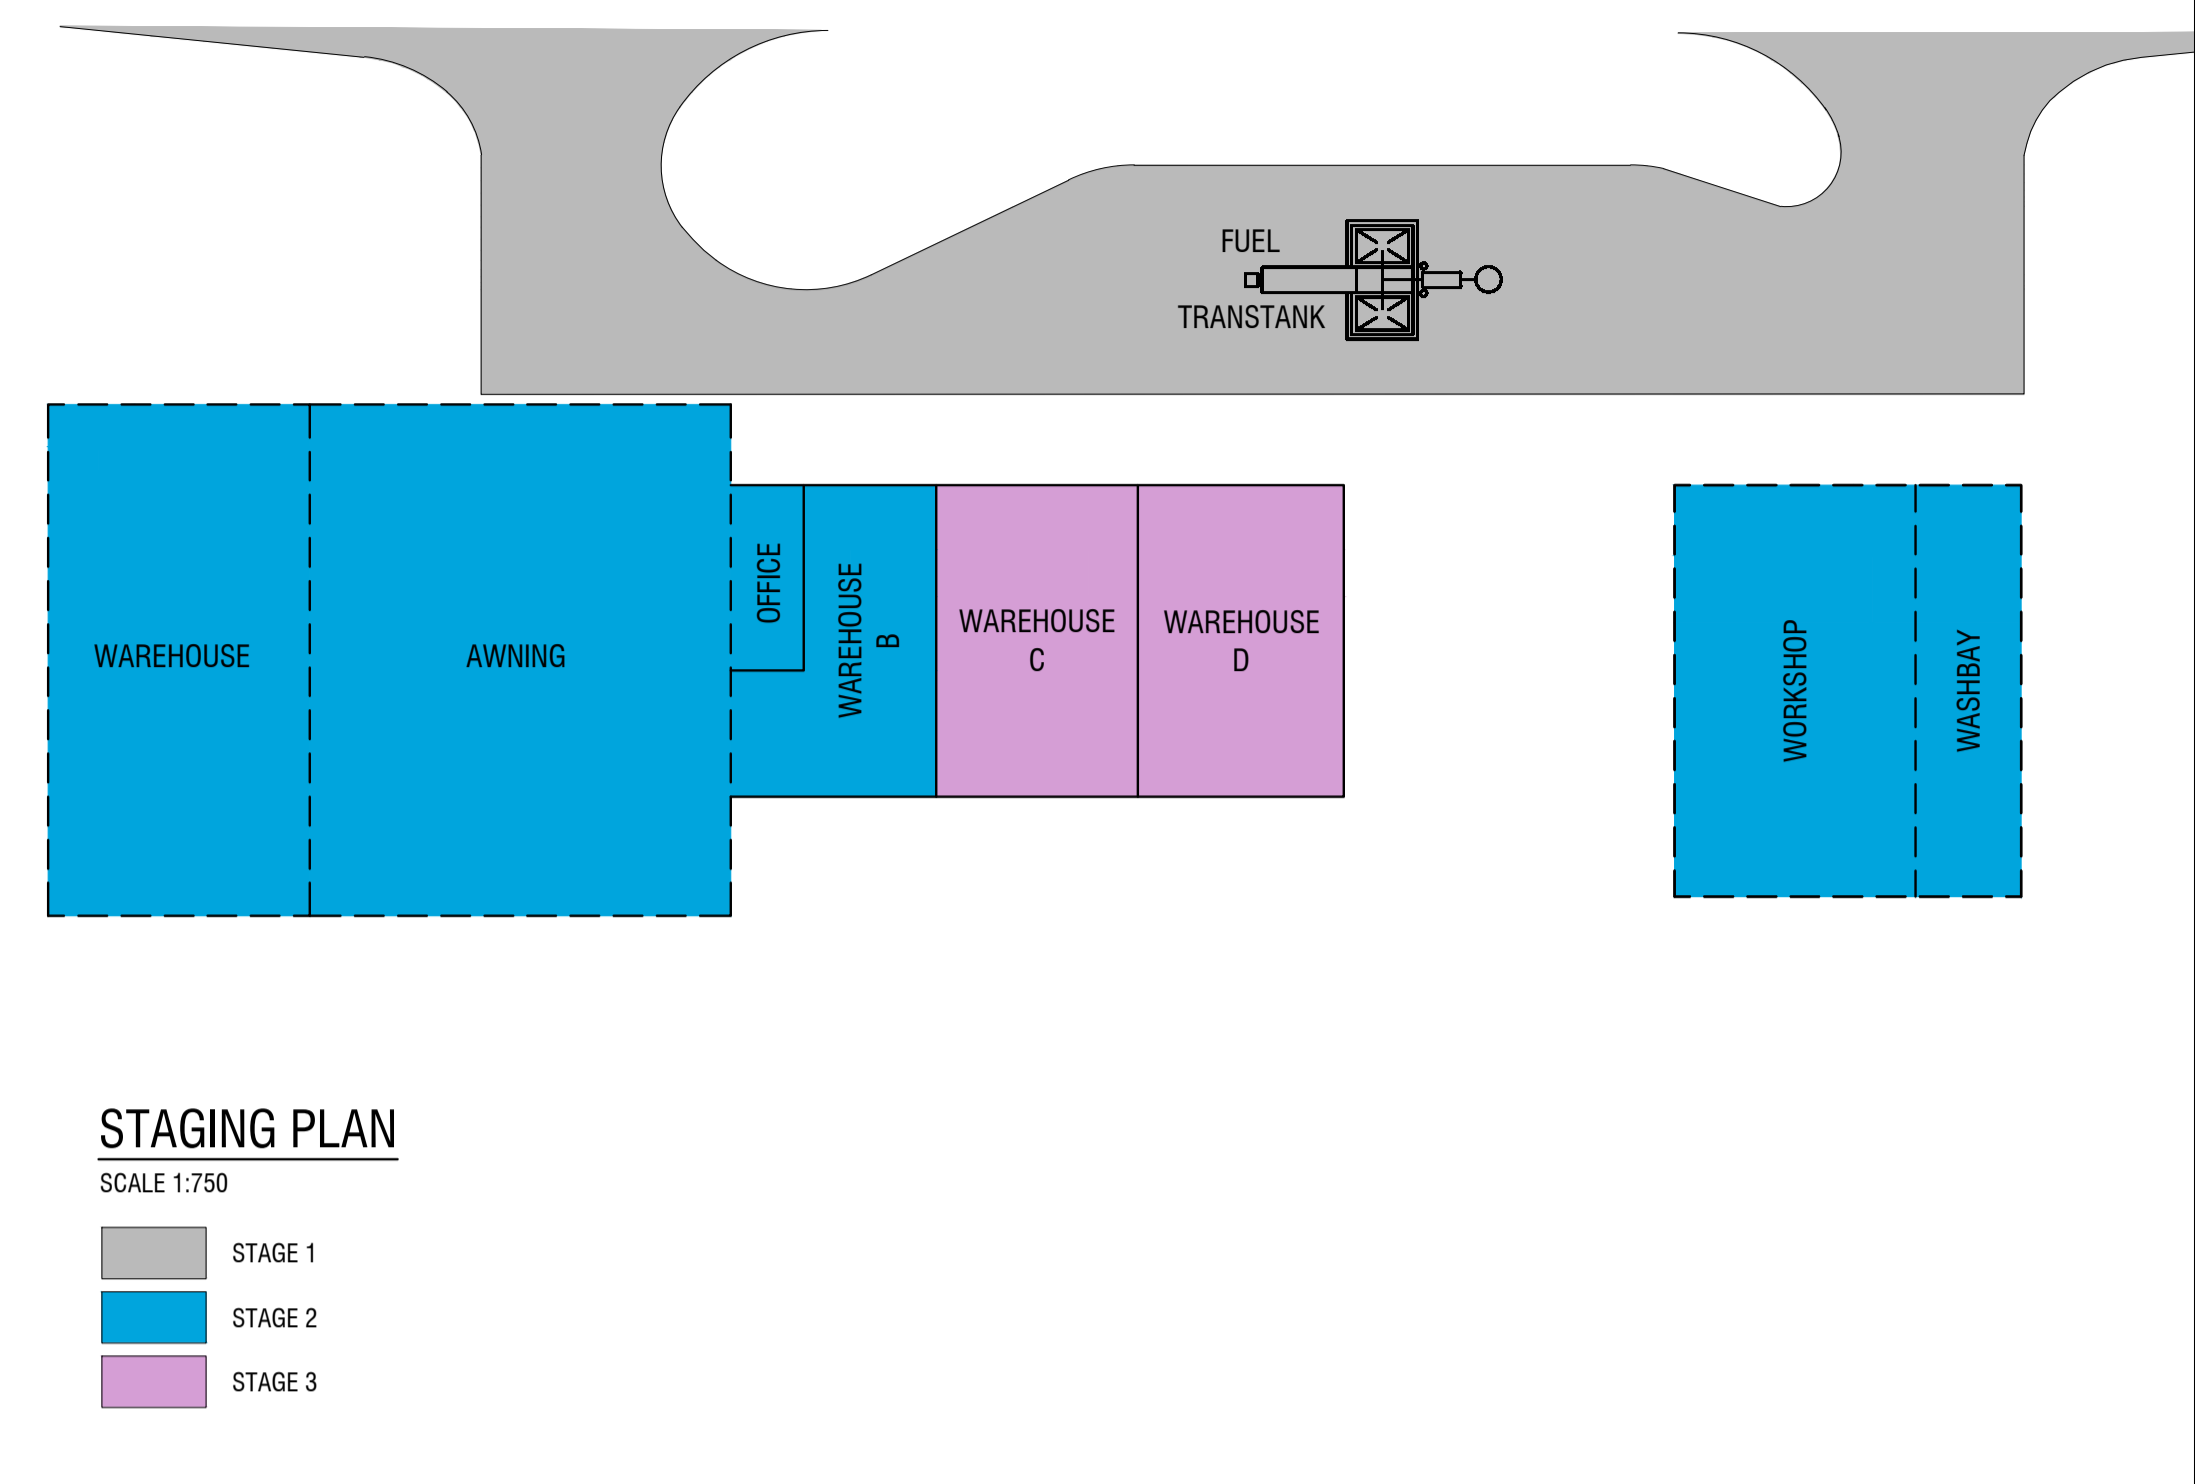 FUEL
TRANSTANK
WAREHOUSE
AWNING
OFFICE
WAREHOUSE
B
WAREHOUSE
C
WAREHOUSE
D
WORKSHOP
WASHBAY
STAGING PLAN
SCALE 1:750
STAGE 1
STAGE 2
STAGE 3